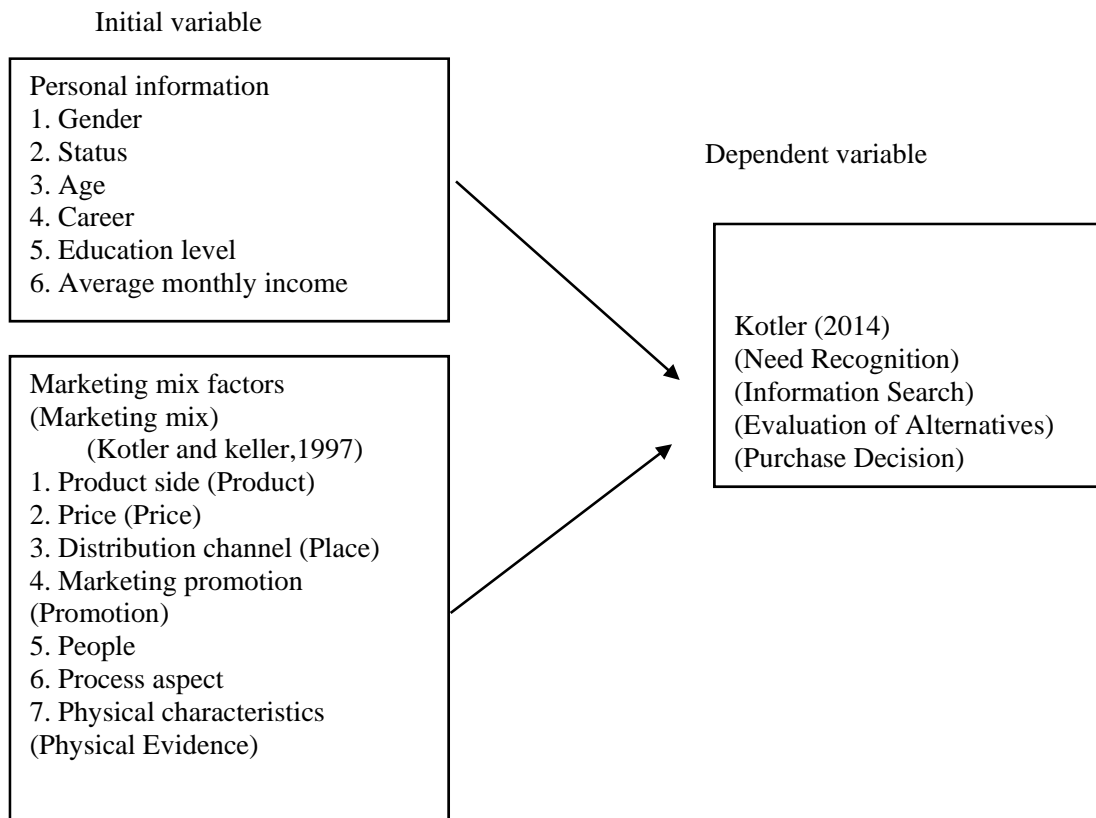 Initial variable
Personal information
1. Gender
2. Status
3. Age
4. Career
5. Education level
6. Average monthly income
Marketing mix factors
(Marketing mix)
(Kotler and keller,1997)
1. Product side (Product)
2. Price (Price)
3. Distribution channel (Place)
4. Marketing promotion
(Promotion)
5. People
6. Process aspect
7. Physical characteristics
(Physical Evidence)
Dependent variable
Kotler (2014)
(Need Recognition)
(Information Search)
(Evaluation of Alternatives)
(Purchase Decision)